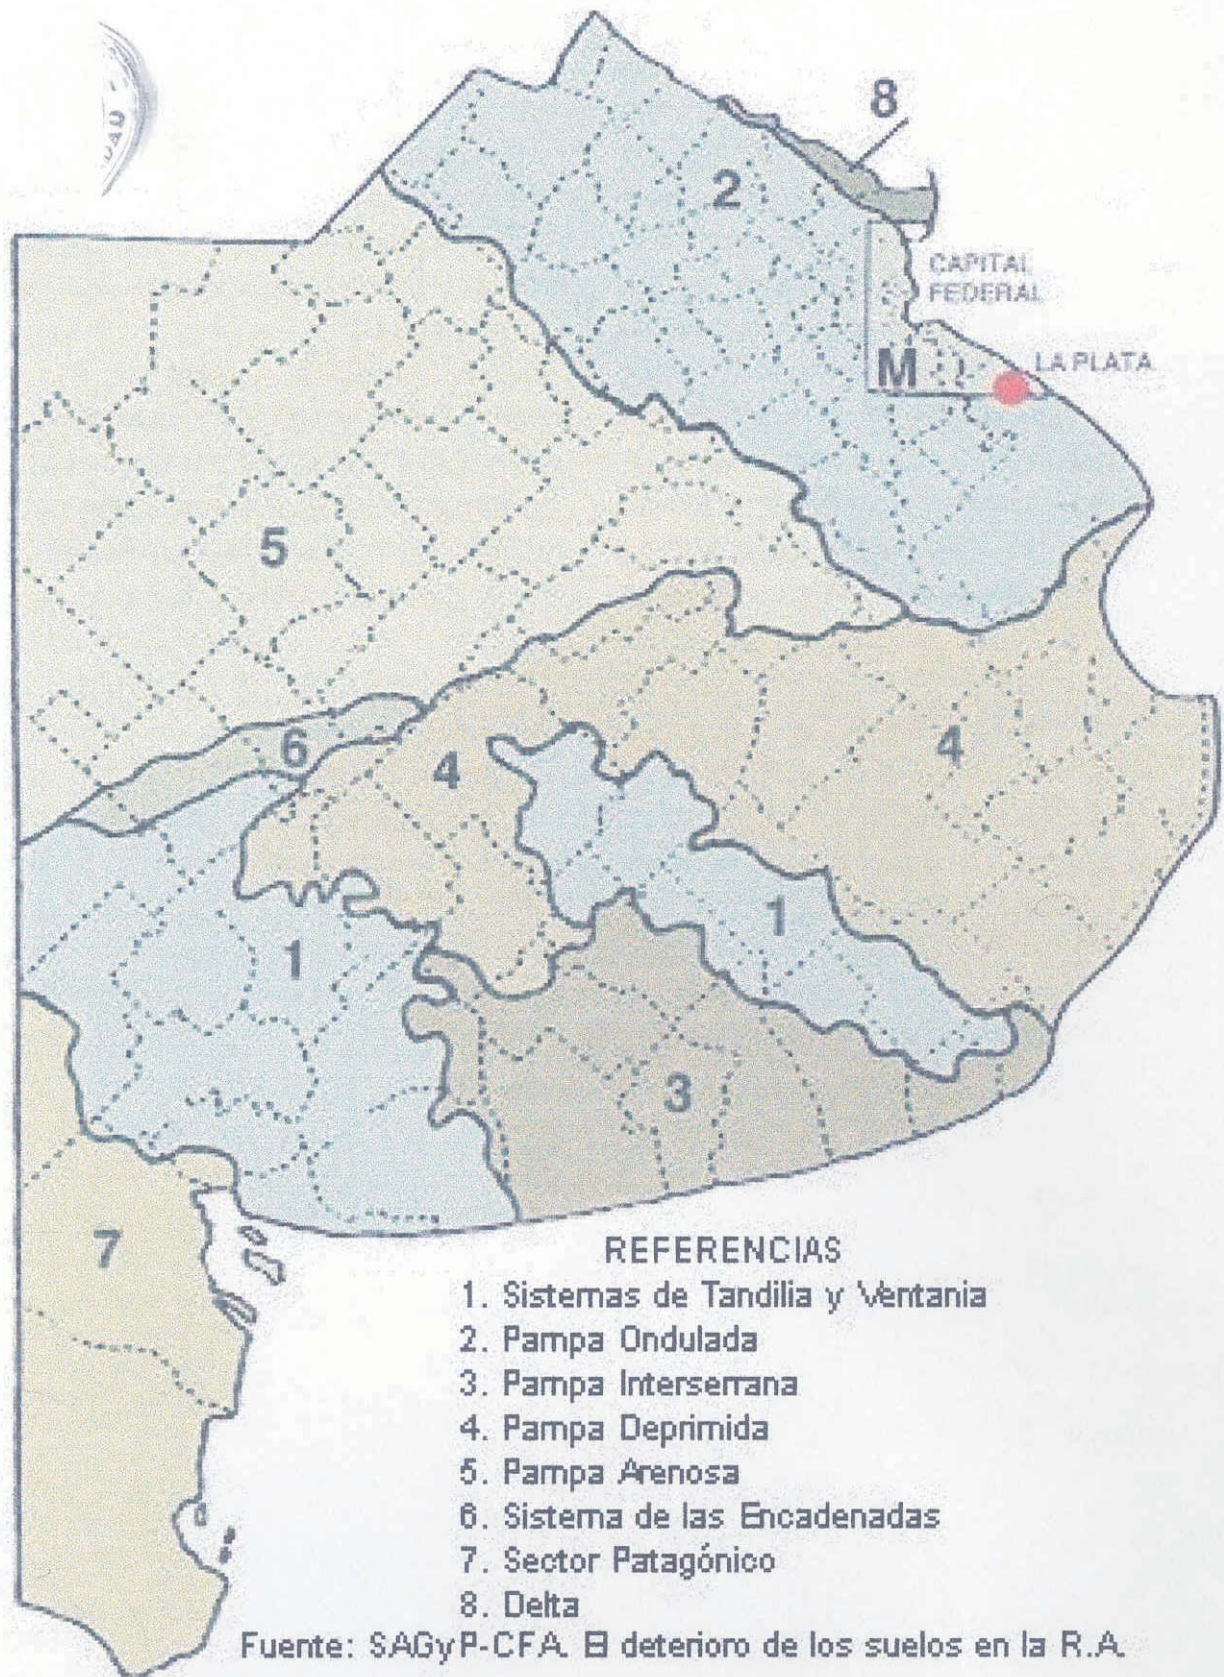 DAD
8
2
CAPITAL
FEDERAL
M
LA PLATA
5
6
4
4
1
1
3
7
REFERENCIAS
1. Sistemas de Tandilia y Ventania
2. Pampa Ondulada
3. Pampa Interserrana
4. Pampa Deprimida
5. Pampa Arenosa
6. Sistema de las Encadenadas
7. Sector Patagónico
8. Delta
Fuente: SAGyP-CFA. El deterioro de los suelos en la R.A.